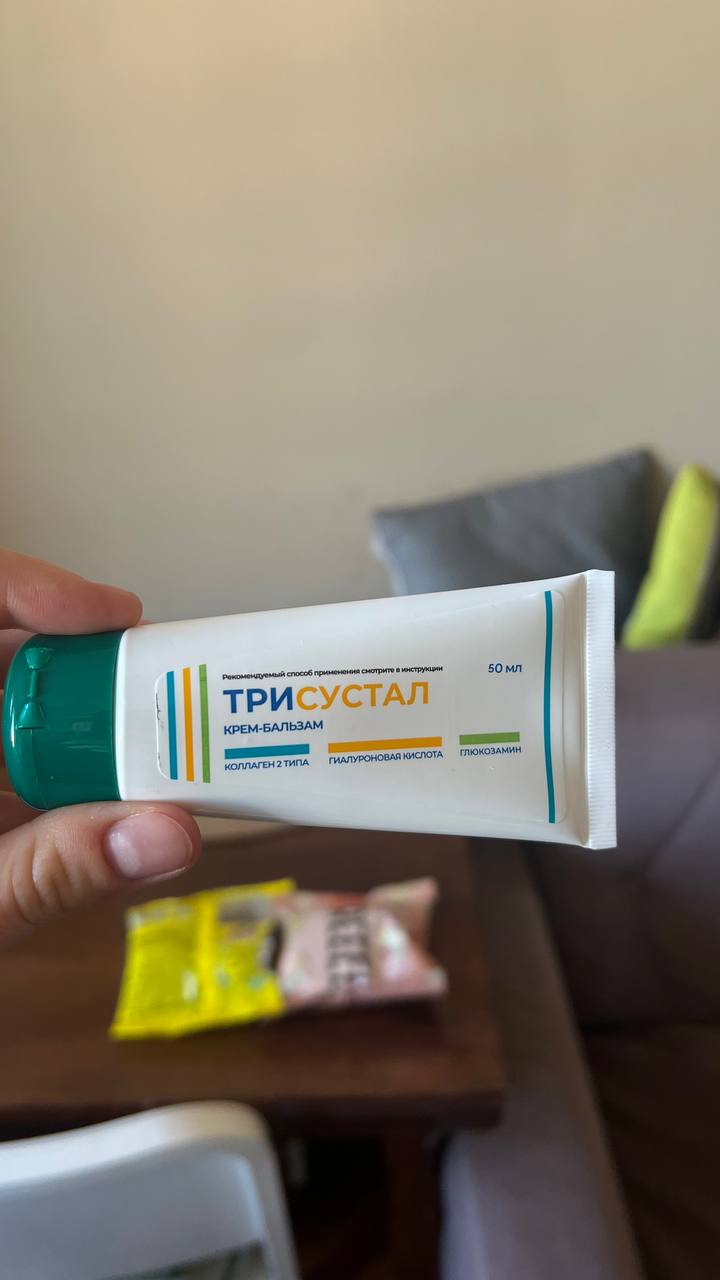 Рекомендуемый способ применения смотрите в инструкции
50 мл
ТРИСУСТАЛ
КРЕМ-БАЛЬЗАМ
КОЛЛАГЕН 2 ТИПА
ГИАЛУРОНОВАЯ КИСЛОТА
ГЛЮКОЗАМИН